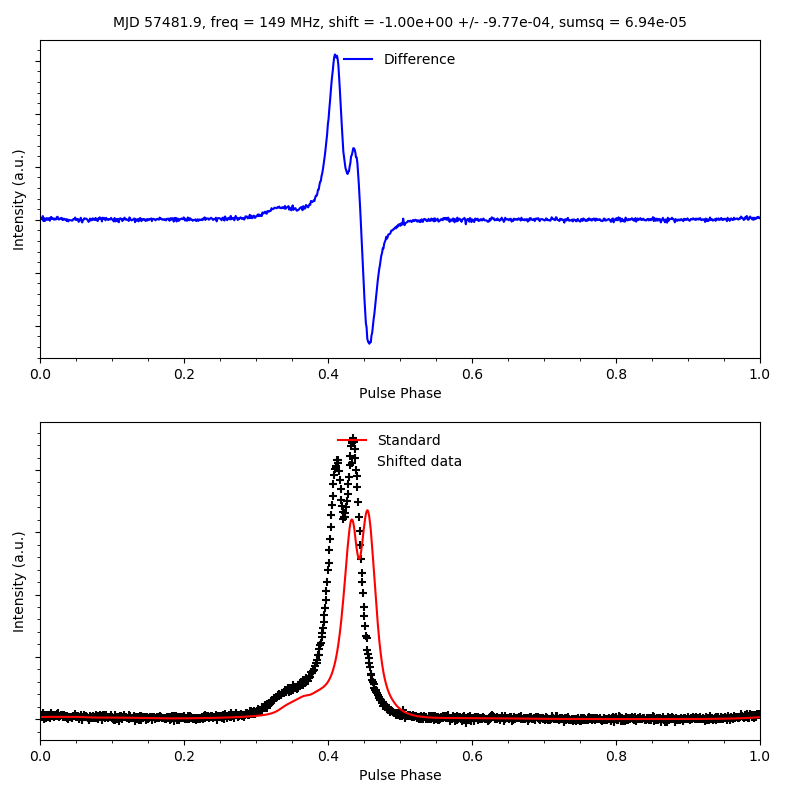 MJD 57481.9, freq = 149 MHz, shift = -1.00e+00 +/- -9.77e-04, sumsq = 6.94e-05
Difference
Intensity (a.u.)
0.0 0.2 0.4 0.6 0.8 1.0
Pulse Phase
Standard
Shifted data
Intensity (a.u.)
0.0 0.2 0.4 0.6 0.8 1.0
Pulse Phase